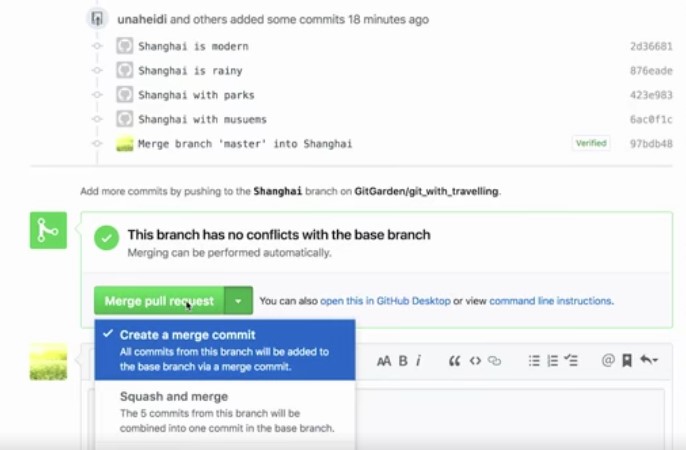 unaheidi and others added some commits 18 minutes ago
Shanghai is modern 2d36681
Shanghai is rainy 876eade
Shanghai with parks 423e983
Shanghai with musuems 6ac0f1c
Merge branch 'master' into Shanghai Verified 97bdb48
Add more commits by pushing to the Shanghai branch on GitGarden/git_with_travelling.
This branch has no conflicts with the base branch
Merging can be performed automatically.
Merge pull request You can also open this in GitHub Desktop or view command line instructions.
Create a merge commit
All commits from this branch will be added to
the base branch via a merge commit.
AA B i
Squash and merge
The 5 commits from this branch will be
combined into one commit in the base branch.